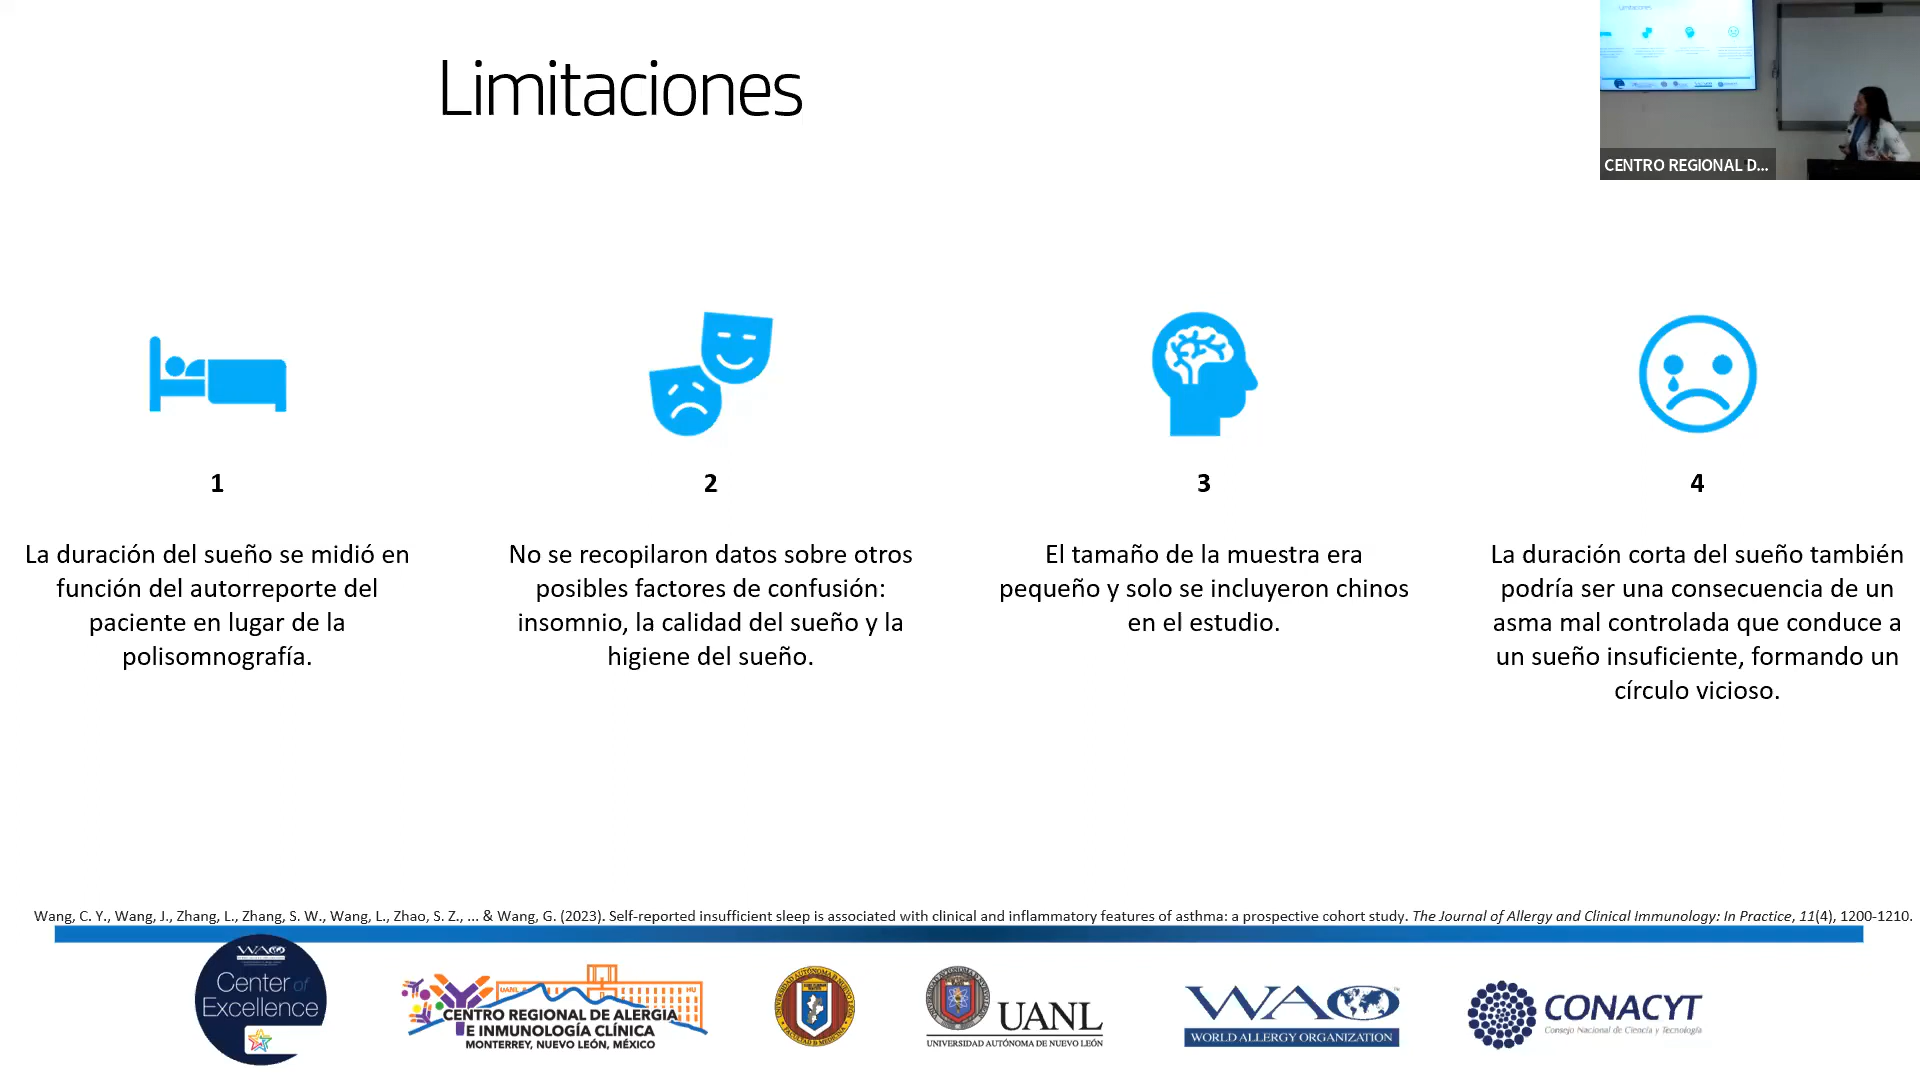 Limitaciones
CENTRO REGIONAL D...
1
La duración del sueño se midió en
función del autorreporte del
paciente en lugar de la
polisomnografía.
2
No se recopilaron datos sobre otros
posibles factores de confusión:
insomnio, la calidad del sueño y la
higiene del sueño.
3
El tamaño de la muestra era
pequeño y solo se incluyeron chinos
en el estudio.
4
La duración corta del sueño también
podría ser una consecuencia de un
asma mal controlada que conduce a
un sueño insuficiente, formando un
círculo vicioso.
Wang, C. Y., Wang, J., Zhang, L., Zhang, S. W., Wang, L., Zhao, S. Z., ... & Wang, G. (2023). Self-reported insufficient sleep is associated with clinical and inflammatory features of asthma: a prospective cohort study. The Journal of Allergy and Clinical Immunology: In Practice, 11(4), 1200-1210.
WAO
Center of
Excellence
UANL
HU
CENTRO REGIONAL DE ALERGIA
E INMUNOLOGÍA CLÍNICA
MONTERREY, NUEVO LEÓN, MÉXICO
UANL
UNIVERSIDAD AUTÓNOMA DE NUEVO LEÓN
WAO
WORLD ALLERGY ORGANIZATION
CONACYT
Consejo Nacional de Ciencia y Tecnología